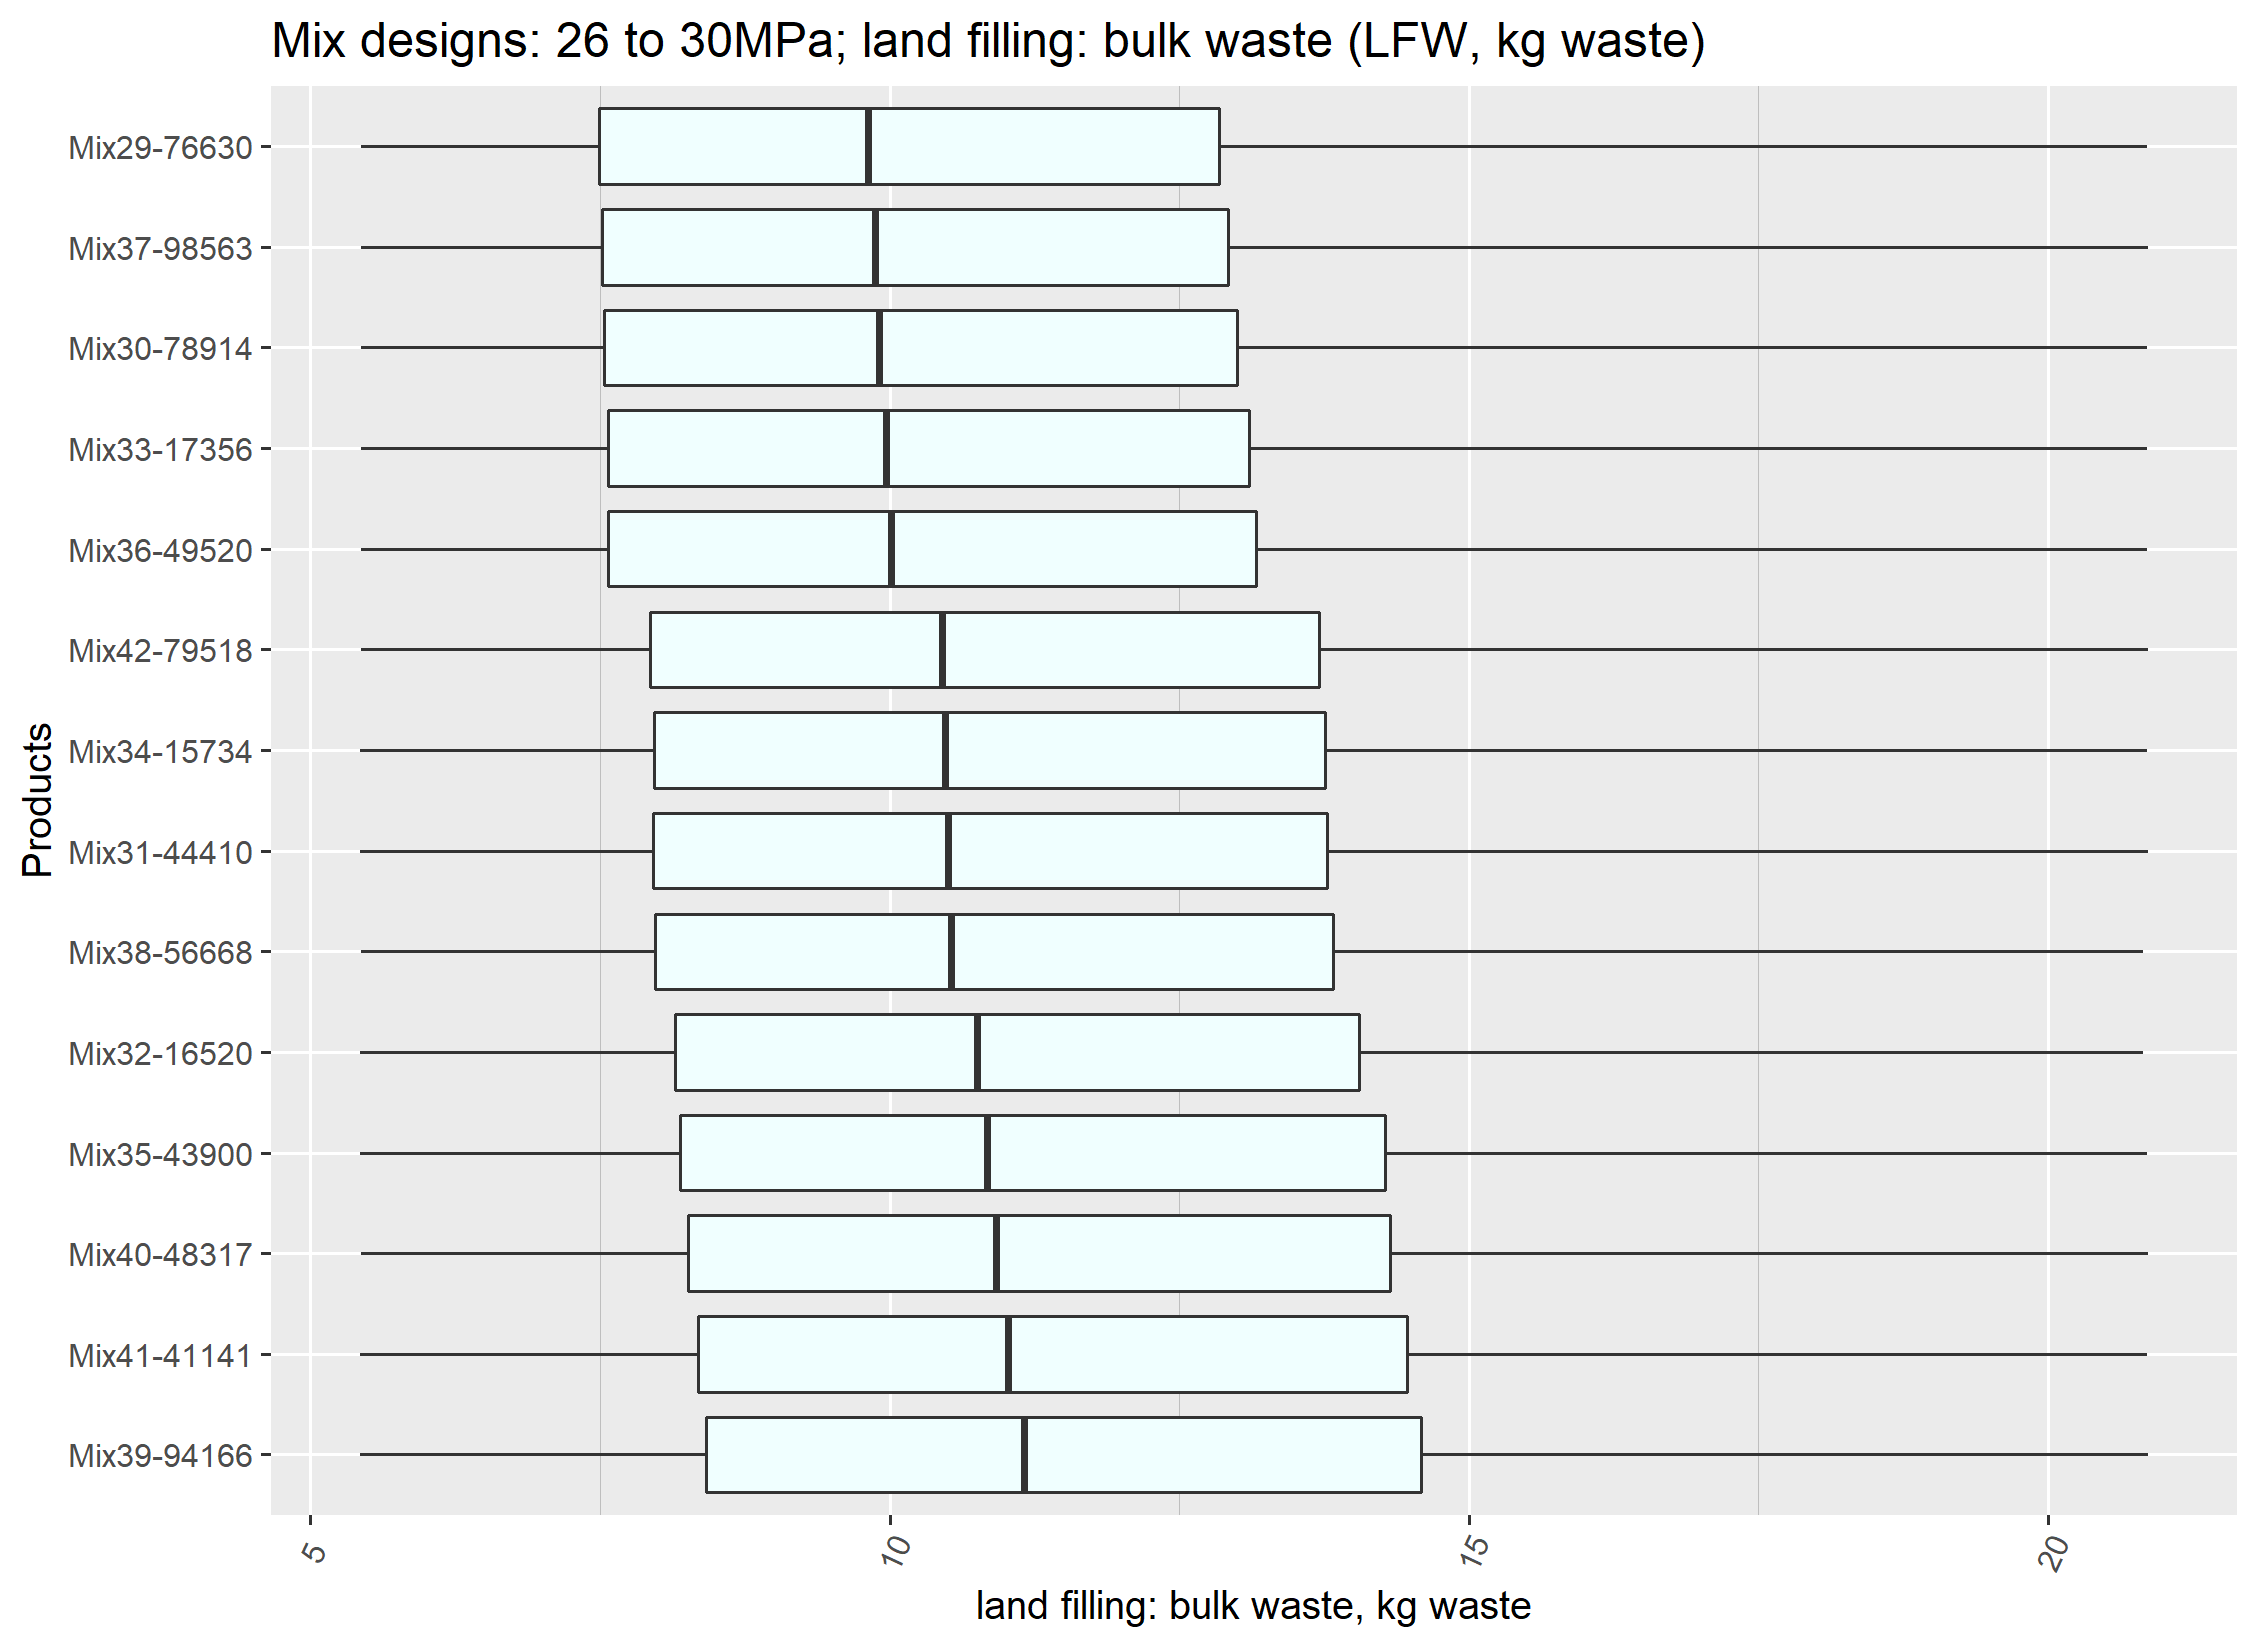 Mix designs: 26 to 30MPa; land filling: bulk waste (LFW, kg waste)
Products
Mix29-76630
Mix37-98563
Mix30-78914
Mix33-17356
Mix36-49520
Mix42-79518
Mix34-15734
Mix31-44410
Mix38-56668
Mix32-16520
Mix35-43900
Mix40-48317
Mix41-41141
Mix39-94166
5 10 15 20
land filling: bulk waste, kg waste